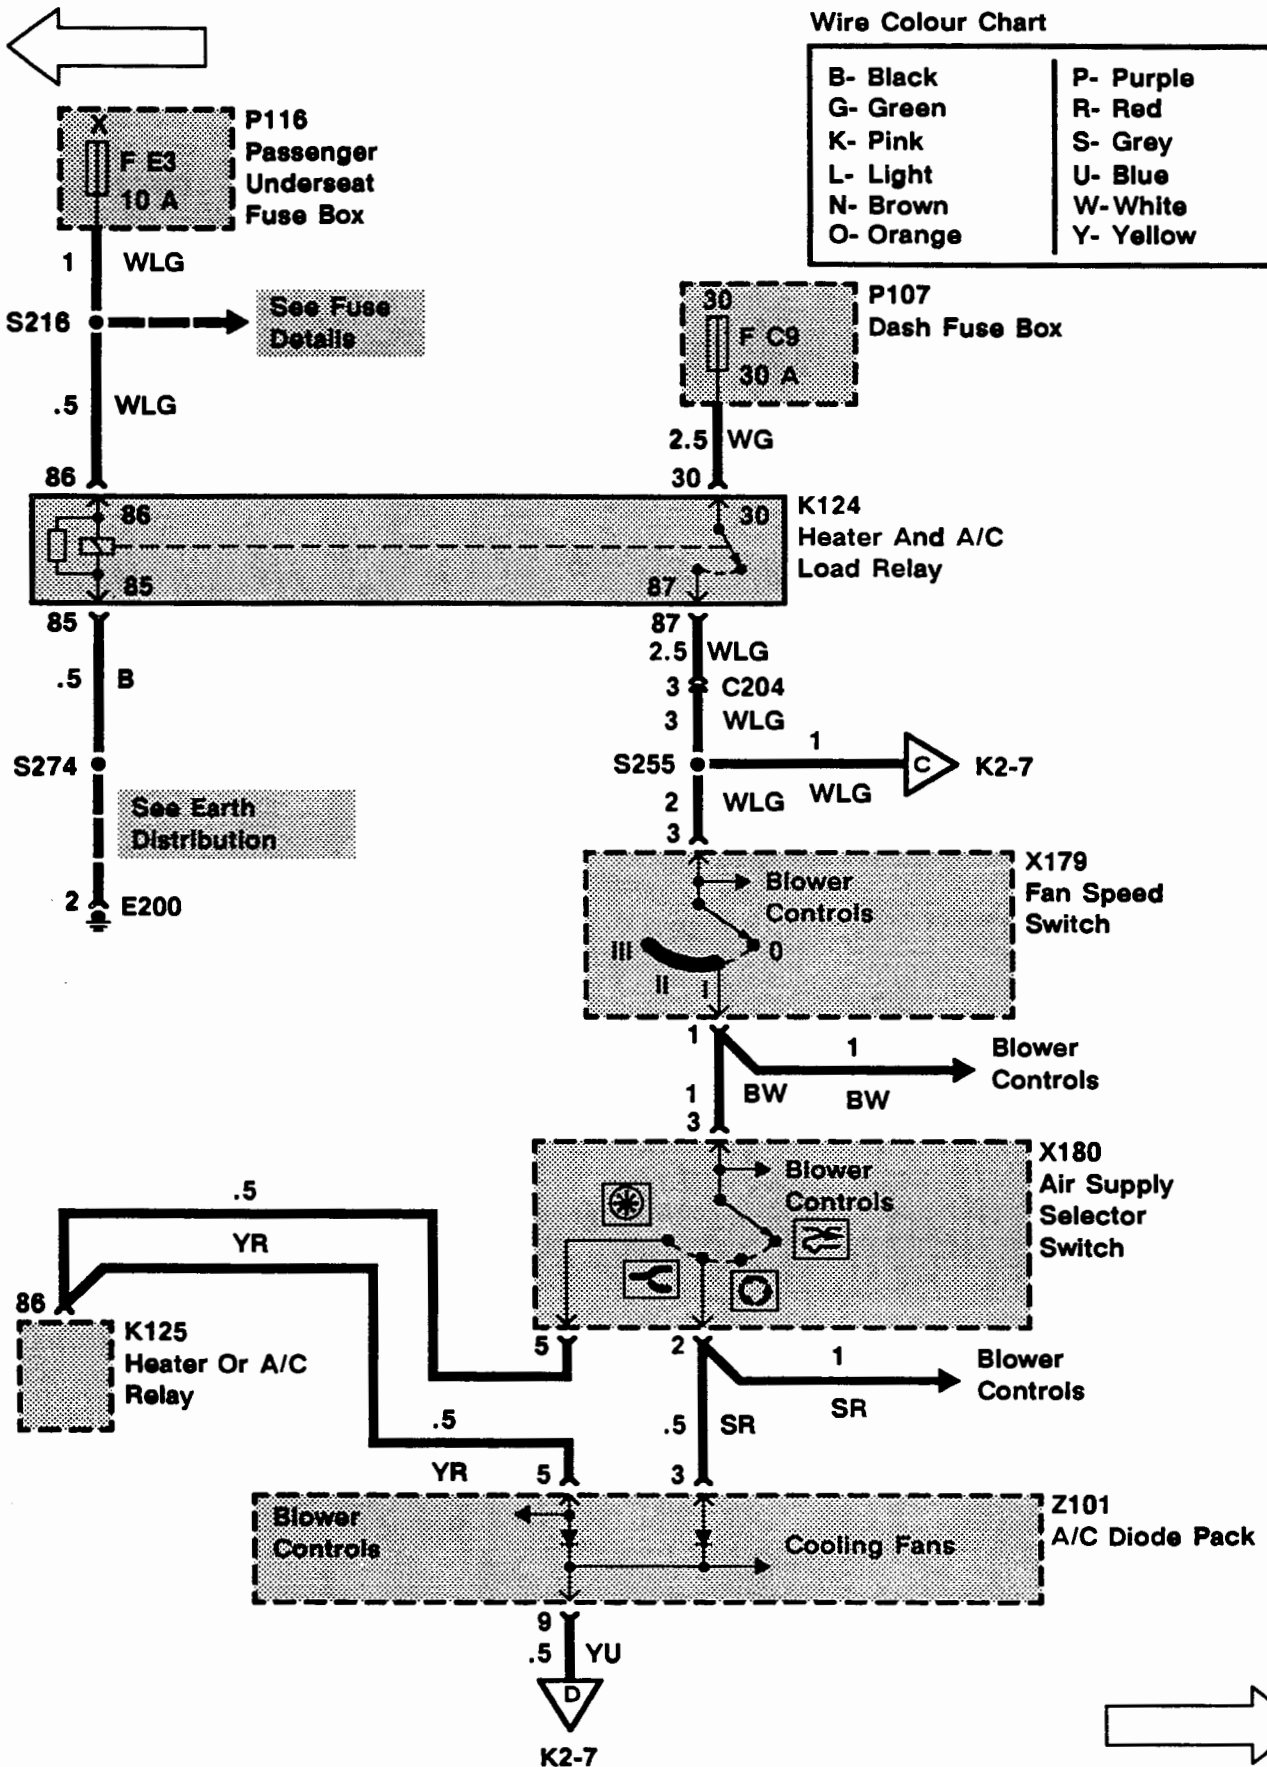 Wire Colour Chart
B- Black
G- Green
K- Pink
L- Light
N- Brown
O- Orange
P- Purple
R- Red
S- Grey
U- Blue
W- White
Y- Yellow
X
F E3
10 A
P116
Passenger
Underseat
Fuse Box
1 WLG
S216
See Fuse
Details
.5 WLG
86
30
F C9
30 A
P107
Dash Fuse Box
2.5 WG
30
86
85
30
87
K124
Heater And A/C
Load Relay
85
.5 B
S274
See Earth
Distribution
2 E200
87
2.5 WLG
3 C204
3 WLG
S255
1
WLG
C
K2-7
2 WLG
3
Blower
Controls
III
II
I
0
X179
Fan Speed
Switch
1
1
BW
BW
Blower
Controls
1
3
Blower
Controls
X180
Air Supply
Selector
Switch
.5
YR
86
K125
Heater Or A/C
Relay
5
2
1
SR
Blower
Controls
.5 SR
.5
YR
5
3
Blower
Controls
Cooling Fans
Z101
A/C Diode Pack
9
.5 YU
D
K2-7